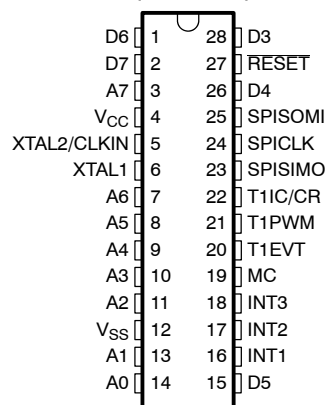 D6 1 28 D3
D7 2 27 RESET
A7 3 26 D4
VCC 4 25 SPISOMI
XTAL2/CLKIN 5 24 SPICLK
XTAL1 6 23 SPISIMO
A6 7 22 T1IC/CR
A5 8 21 T1PWM
A4 9 20 T1EVT
A3 10 19 MC
A2 11 18 INT3
VSS 12 17 INT2
A1 13 16 INT1
A0 14 15 D5